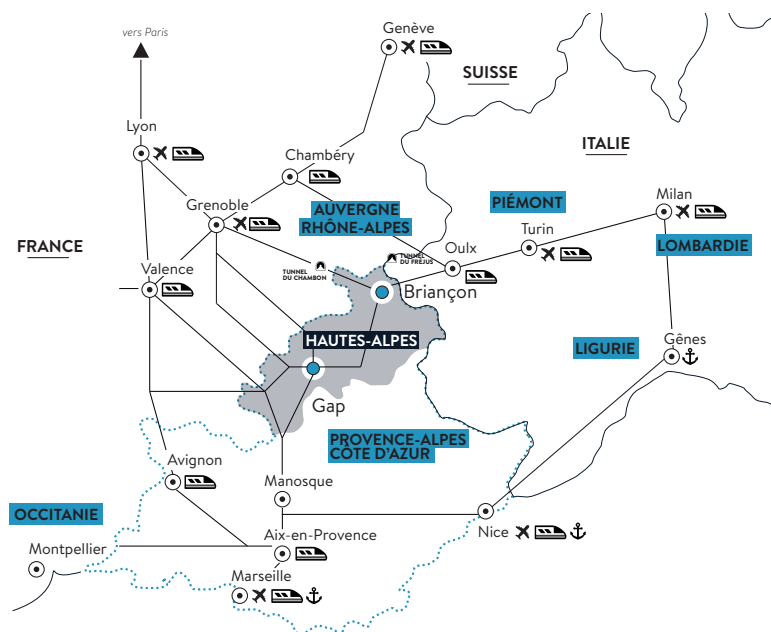 vers Paris
Genève
SUISSE
ITALIE
Lyon
Chambéry
Grenoble
AUVERGNE
RHÔNE-ALPES
PIÉMONT
Milan
Turin
LOMBARDIE
FRANCE
Oulx
TUNNEL
DU FRÉJUS
TUNNEL
DU CHAMBON
Valence
Briançon
HAUTES-ALPES
Gênes
LIGURIE
Gap
PROVENCE-ALPES
CÔTE D'AZUR
Avignon
Manosque
OCCITANIE
Aix-en-Provence
Nice
Montpellier
Marseille